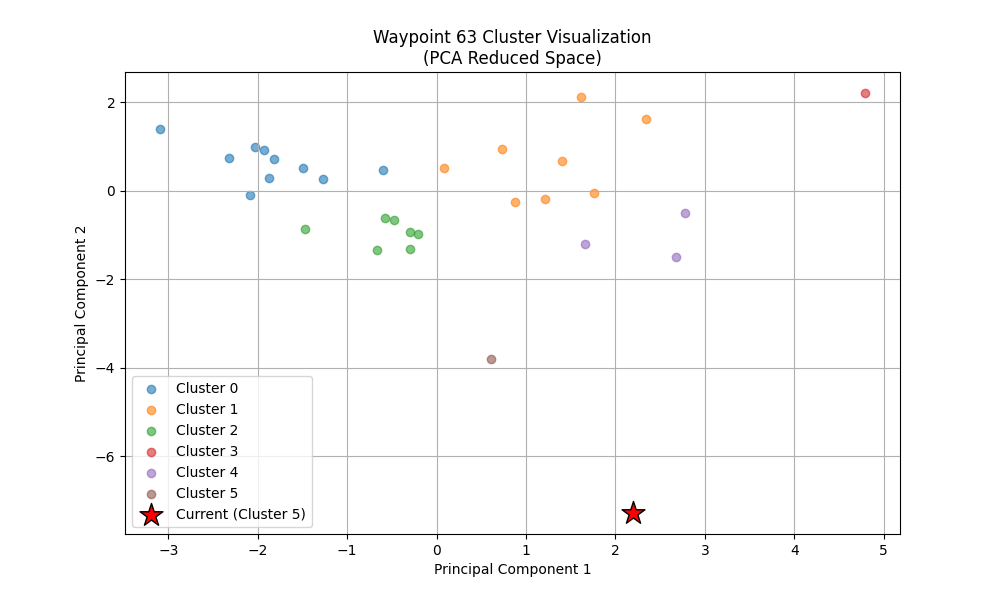 Waypoint 63 Cluster Visualization
(PCA Reduced Space)
Principal Component 2
2
0
−2
−4
−6
Cluster 0
Cluster 1
Cluster 2
Cluster 3
Cluster 4
Cluster 5
Current (Cluster 5)
−3
−2
−1
0
1
2
3
4
5
Principal Component 1